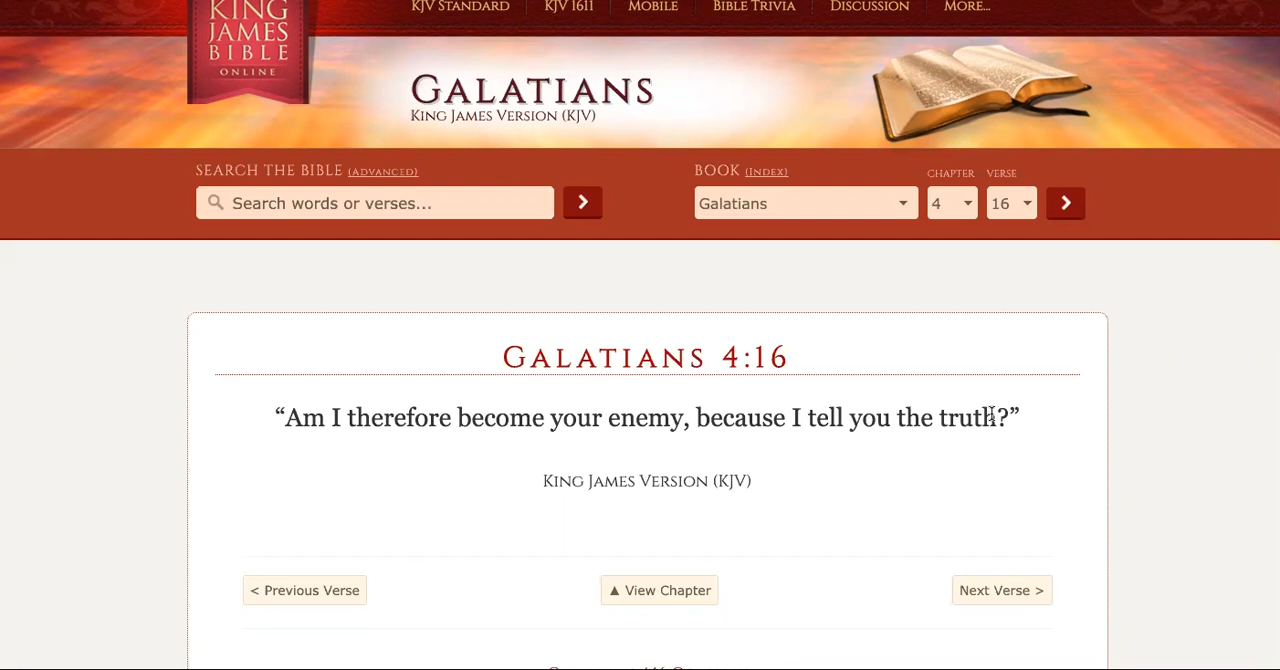 KING
JAMES
BIBLE
ONLINE
KJV Standard KJV 1611 Mobile Bible Trivia Discussion More...
Galatians
King James Version (KJV)
SEARCH THE BIBLE (ADVANCED)
Search words or verses...
BOOK (INDEX) CHAPTER VERSE
Galatians 4 16
Galatians 4:16
“Am I therefore become your enemy, because I tell you the truth?”
King James Version (KJV)
< Previous Verse ▲ View Chapter Next Verse >